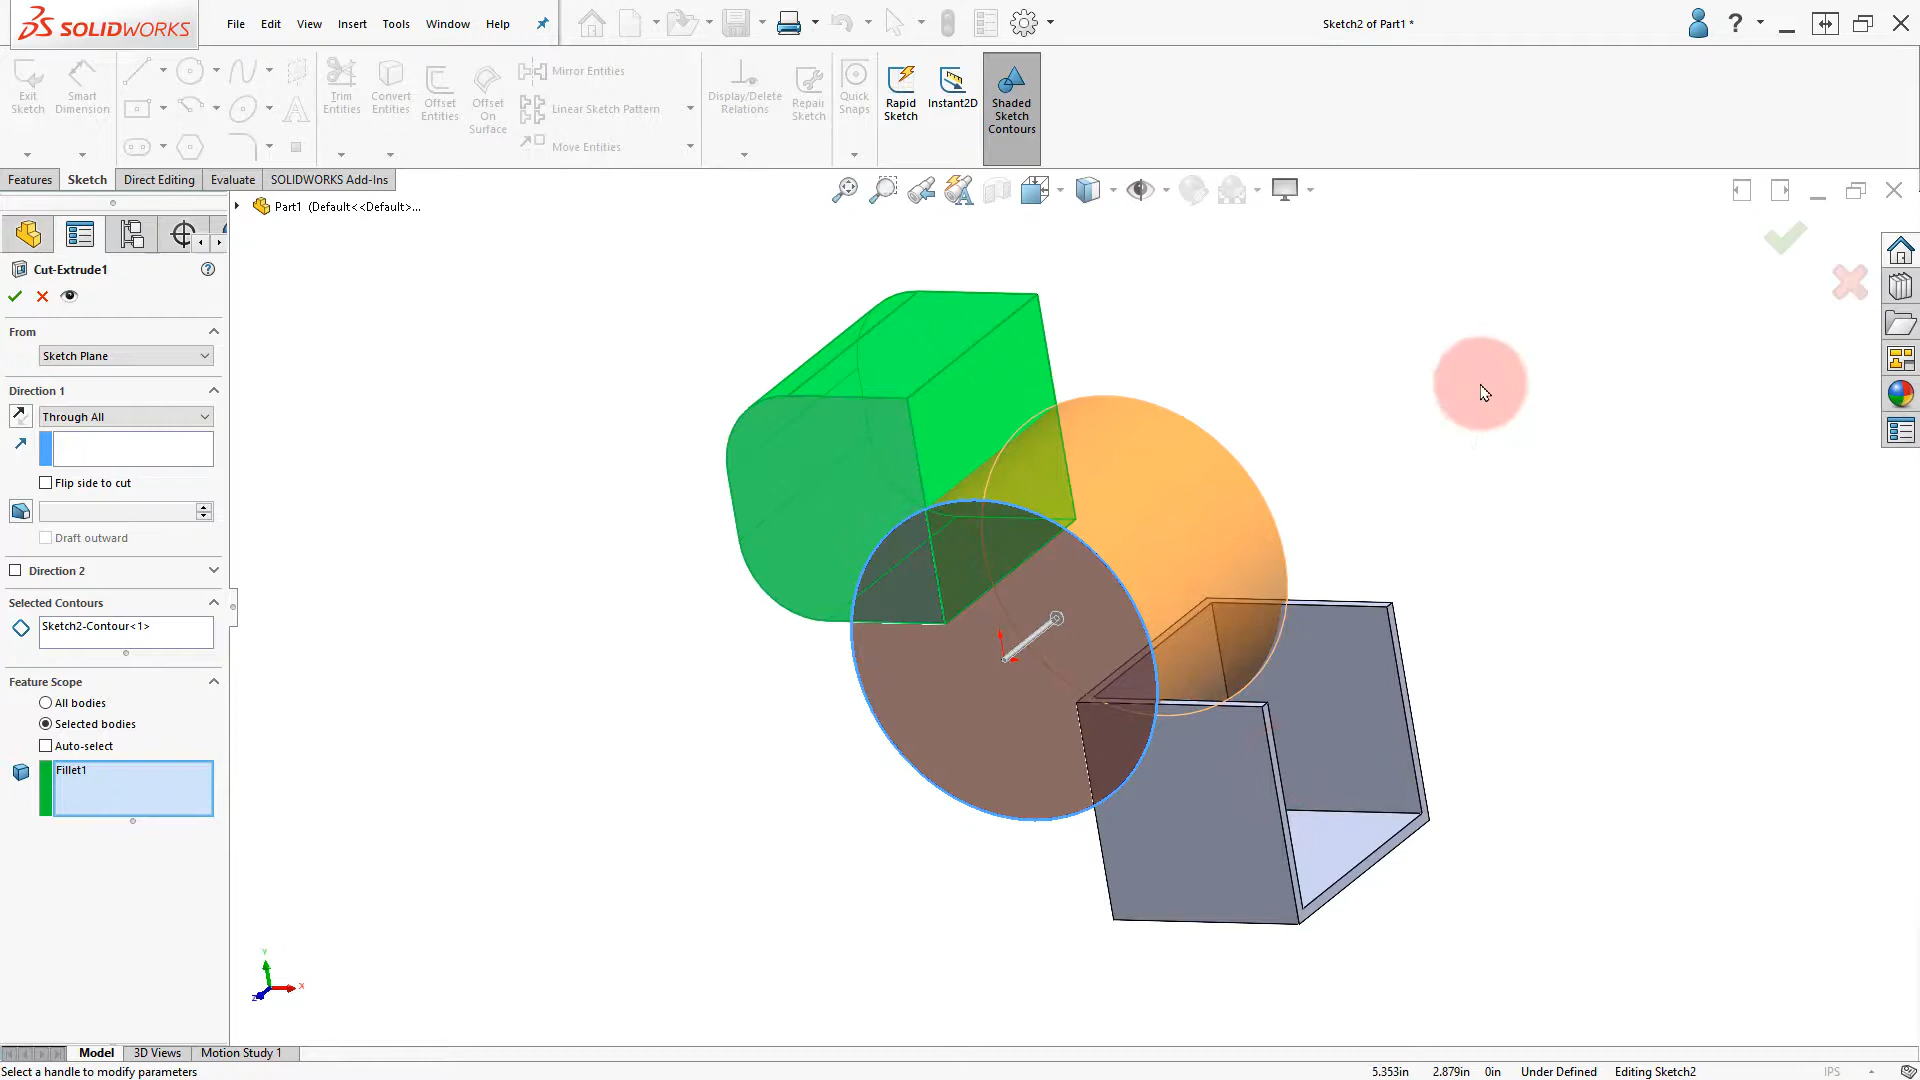 SOLIDWORKS
File Edit View Insert Tools Window Help
Sketch2 of Part1 *
Exit Sketch
Smart Dimension
Trim Entities
Convert Entities
Offset Entities
Offset On Surface
Mirror Entities
Linear Sketch Pattern
Move Entities
Display/Delete Relations
Repair Sketch
Quick Snaps
Rapid Sketch
Instant2D
Shaded Sketch Contours
Features Sketch Direct Editing Evaluate SOLIDWORKS Add-Ins
Part1 (Default<<Default>...
Cut-Extrude1
From
Sketch Plane
Direction 1
Through All
Flip side to cut
Draft outward
Direction 2
Selected Contours
Sketch2-Contour<1>
Feature Scope
All bodies
Selected bodies
Auto-select
Fillet1
Y
X
Z
Model 3D Views Motion Study 1
Select a handle to modify parameters
5.353in 2.879in 0in Under Defined Editing Sketch2 IPS